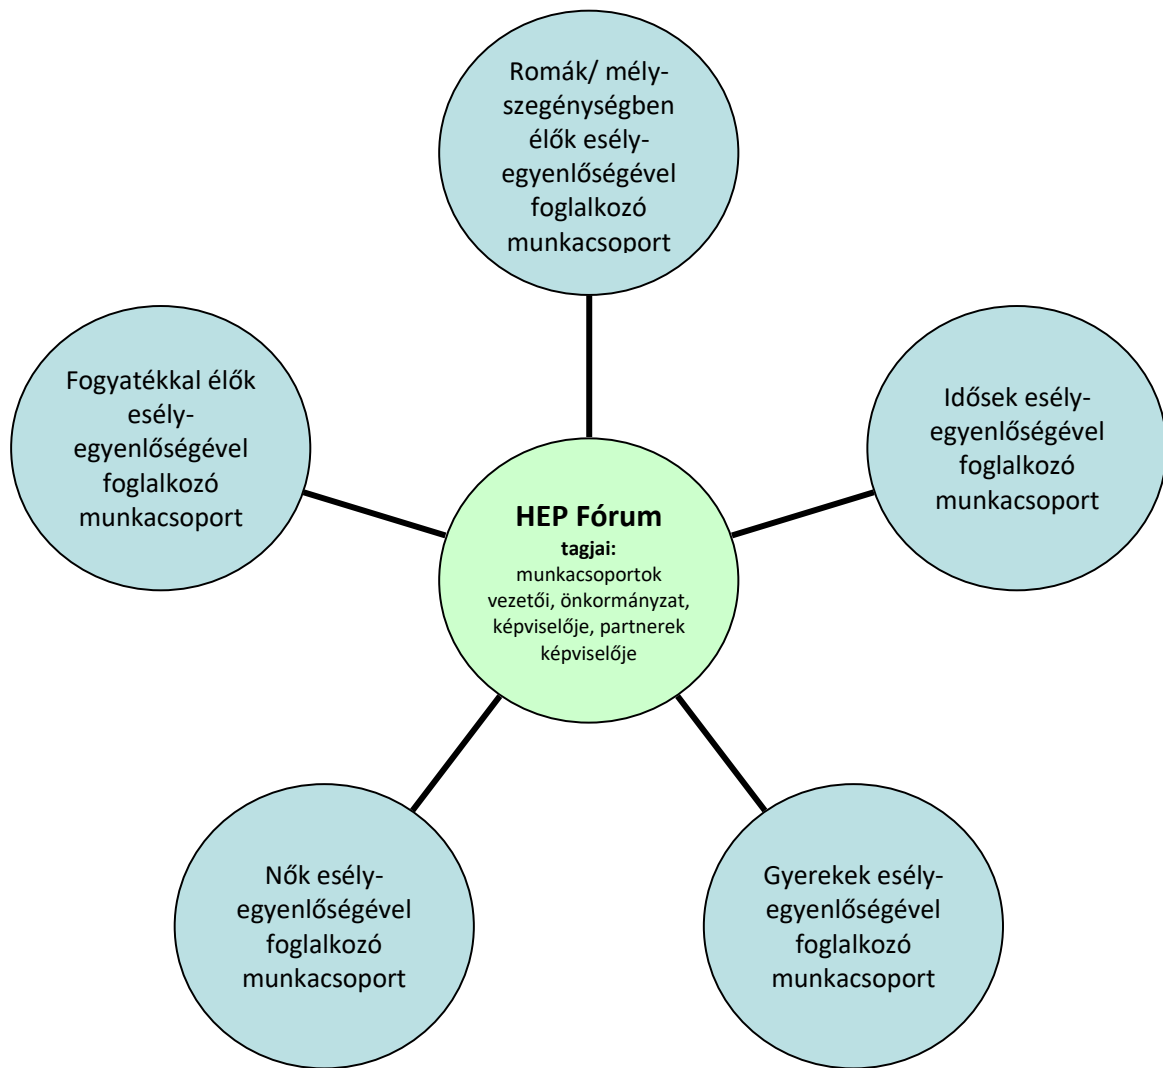 Romák/ mély-
szegénységben
élők esély-
egyenlőségével
foglalkozó
munkacsoport
Fogyatékkal élők
esély-
egyenlőségével
foglalkozó
munkacsoport
Idősek esély-
egyenlőségével
foglalkozó
munkacsoport
HEP Fórum
tagjai:
munkacsoportok
vezetői, önkormányzat,
képviselője, partnerek
képviselője
Nők esély-
egyenlőségével
foglalkozó
munkacsoport
Gyerekek esély-
egyenlőségével
foglalkozó
munkacsoport